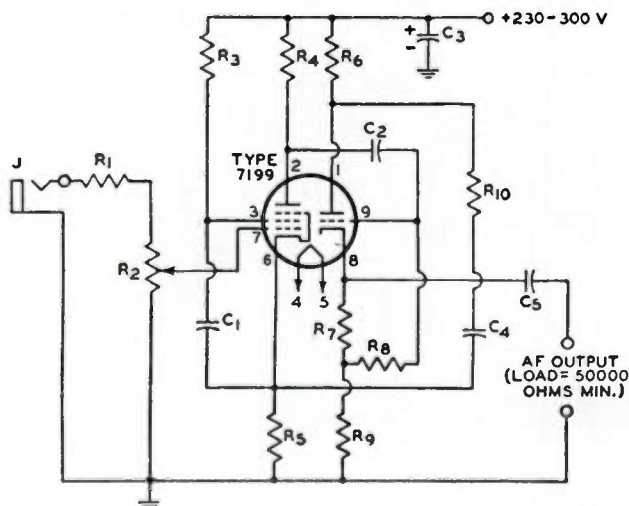 +230-300 V
R3
R4
R6
+
-
C3
C2
J
R1
TYPE
7199
2
1
R10
3
7
9
R2
6
8
4
5
C5
C1
R7
R8
C4
AF OUTPUT
(LOAD=50000
OHMS MIN.)
R5
R9